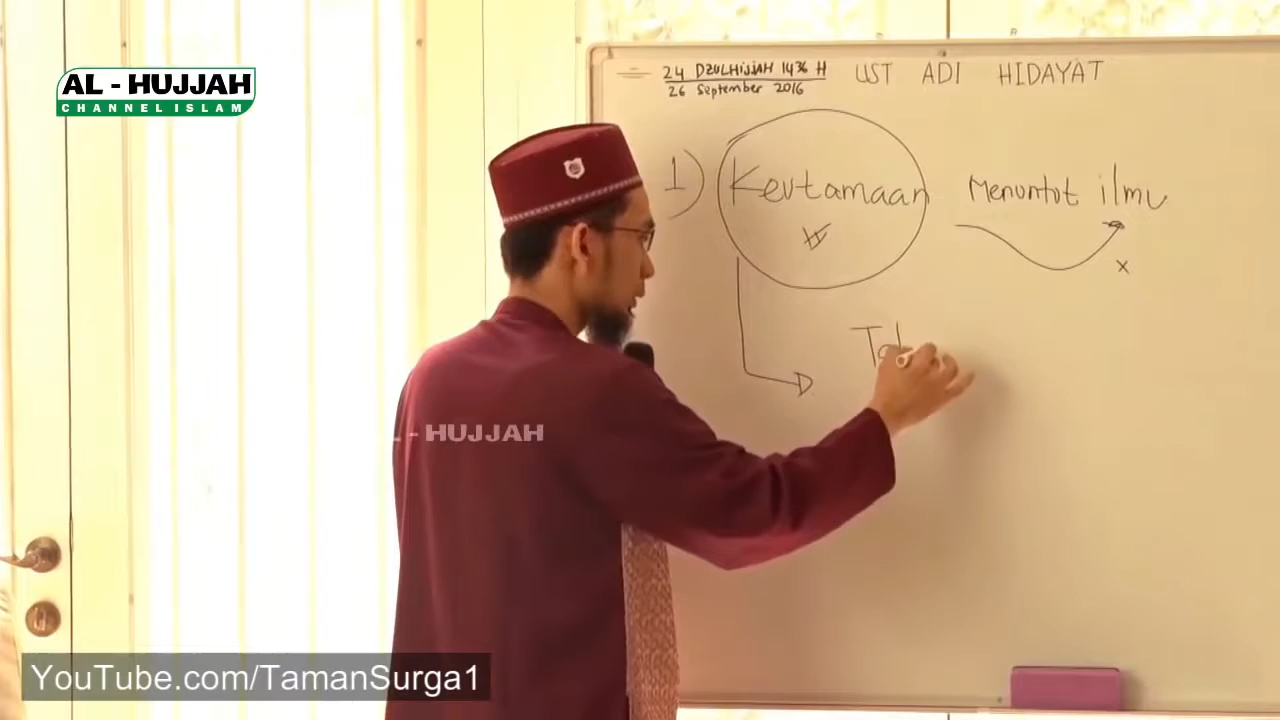 AL - HUJJAH
CHANNEL ISLAM
24 DZULHIJJAH 1436 H
26 September 2016
UST ADI HIDAYAT
1) Keutamaan Menuntut ilmu
- HUJJAH
YouTube.com/TamanSurga1